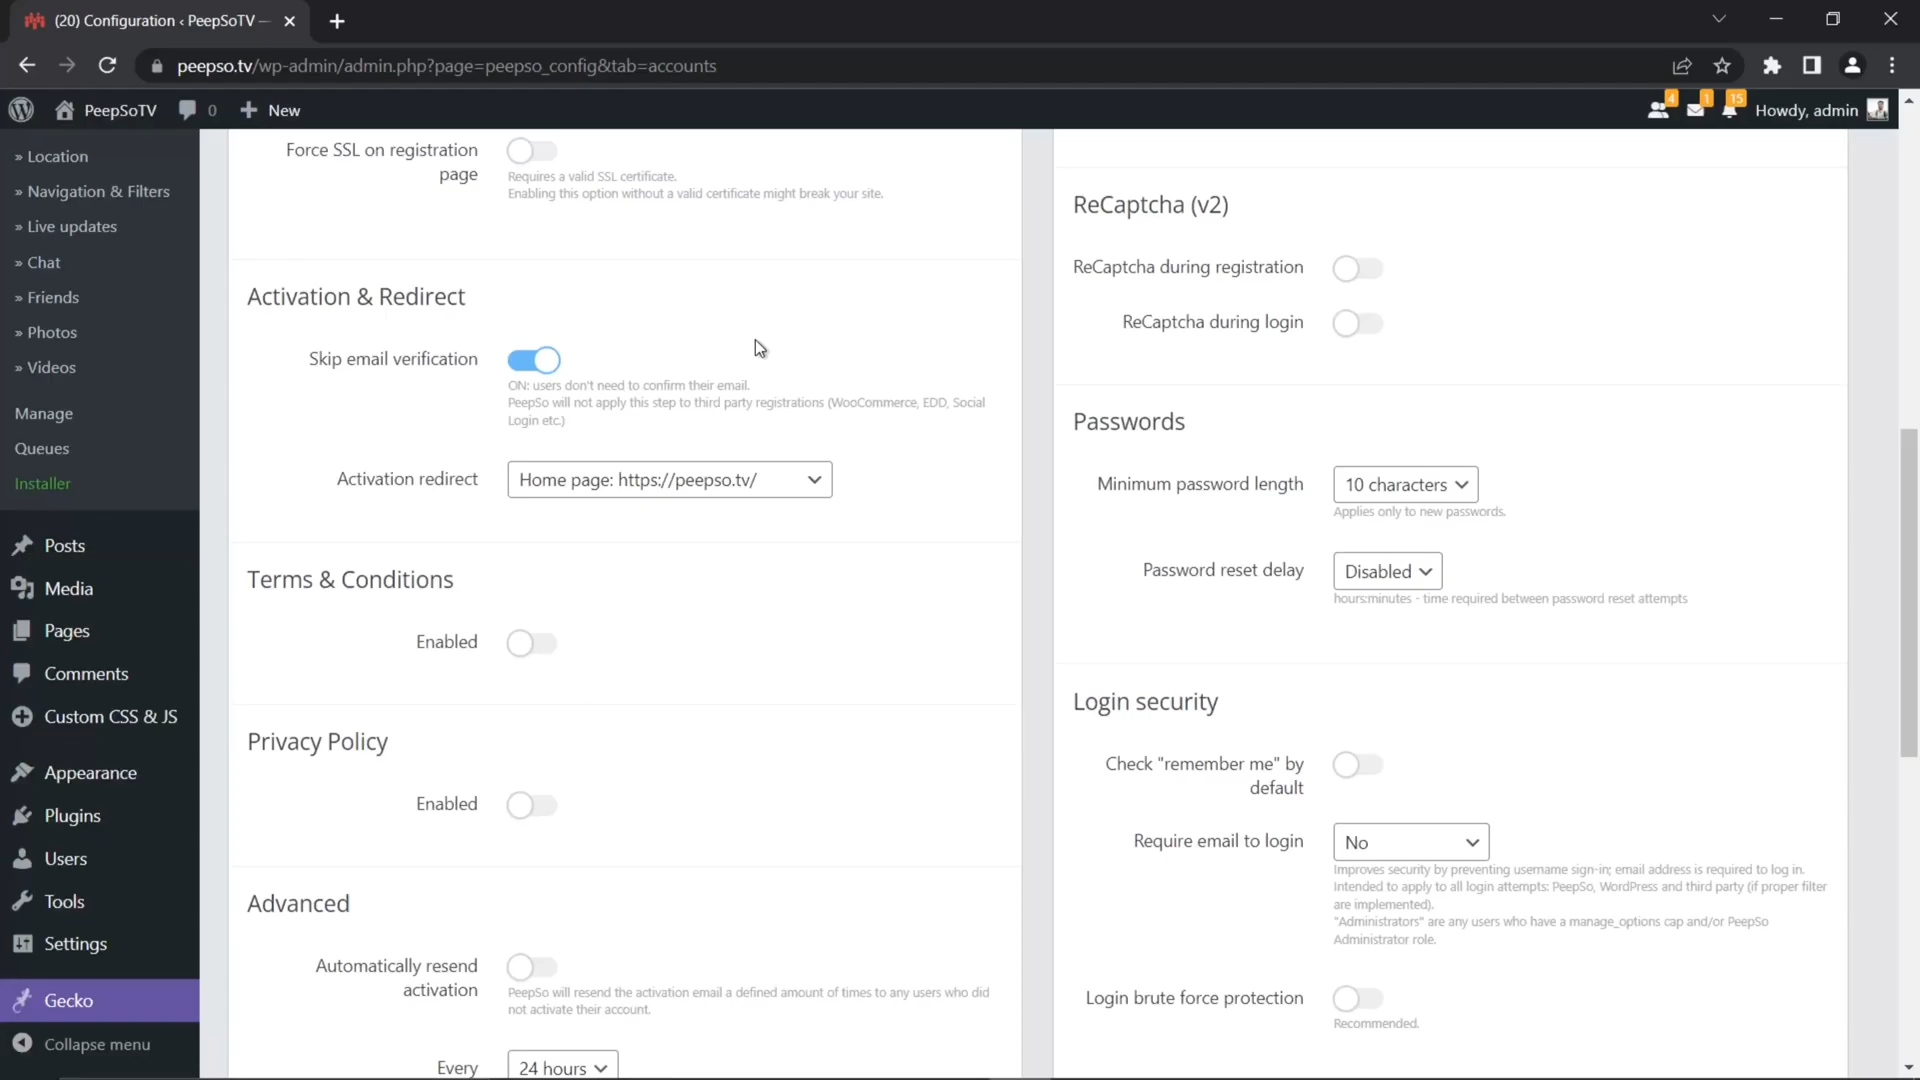 (20) Configuration ‹ PeepSoTV —
peepso.tv/wp-admin/admin.php?page=peepso_config&tab=accounts
PeepSoTV
0
New
4
1
15
Howdy, admin
» Location
» Navigation & Filters
» Live updates
» Chat
» Friends
» Photos
» Videos
Manage
Queues
Installer
Posts
Media
Pages
Comments
Custom CSS & JS
Appearance
Plugins
Users
Tools
Settings
Gecko
Collapse menu
Force SSL on registration
page
Requires a valid SSL certificate.
Enabling this option without a valid certificate might break your site.
Activation & Redirect
Skip email verification
ON: users don't need to confirm their email.
PeepSo will not apply this step to third party registrations (WooCommerce, EDD, Social
Login etc.)
Activation redirect
Home page: https://peepso.tv/
Terms & Conditions
Enabled
Privacy Policy
Enabled
Advanced
Automatically resend
activation
PeepSo will resend the activation email a defined amount of times to any users who did
not activate their account.
Every
24 hours
ReCaptcha (v2)
ReCaptcha during registration
ReCaptcha during login
Passwords
Minimum password length
10 characters
Applies only to new passwords.
Password reset delay
Disabled
hours:minutes - time required between password reset attempts
Login security
Check "remember me" by
default
Require email to login
No
Improves security by preventing username sign-in; email address is required to log in.
Intended to apply to all login attempts: PeepSo, WordPress and third party (if proper filter
are implemented).
"Administrators" are any users who have a manage_options cap and/or PeepSo
Administrator role.
Login brute force protection
Recommended.